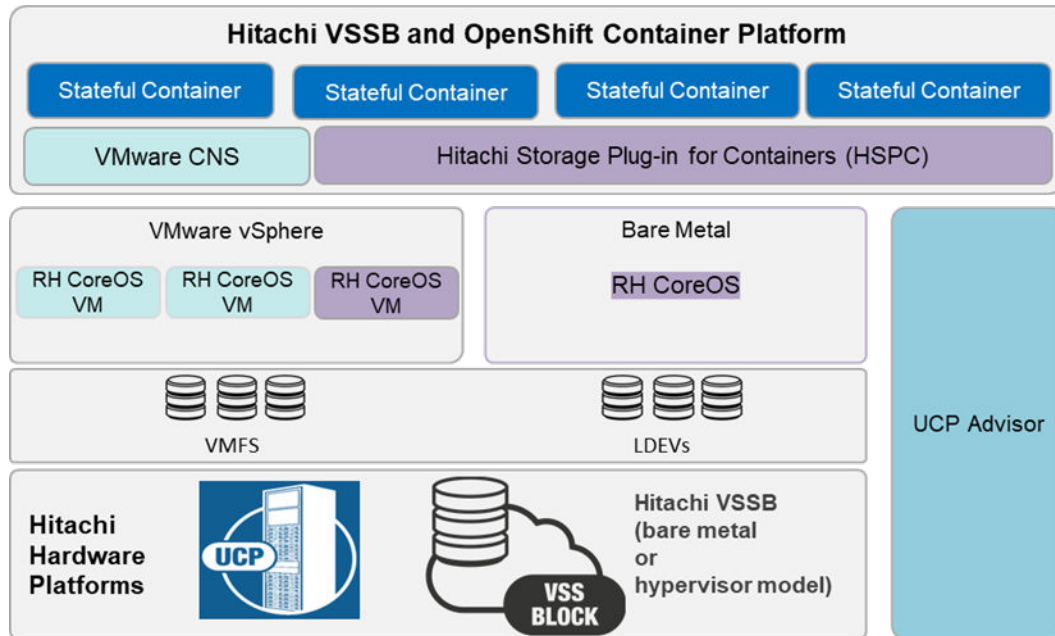 Hitachi VSSB and OpenShift Container Platform
Stateful Container
Stateful Container
Stateful Container
Stateful Container
VMware CNS
Hitachi Storage Plug-in for Containers (HSPC)
VMware vSphere
RH CoreOS
VM
RH CoreOS
VM
RH CoreOS
VM
Bare Metal
RH CoreOS
UCP Advisor
VMFS
LDEVs
Hitachi
Hardware
Platforms
UCP
VSS
BLOCK
Hitachi VSSB
(bare metal
or
hypervisor model)